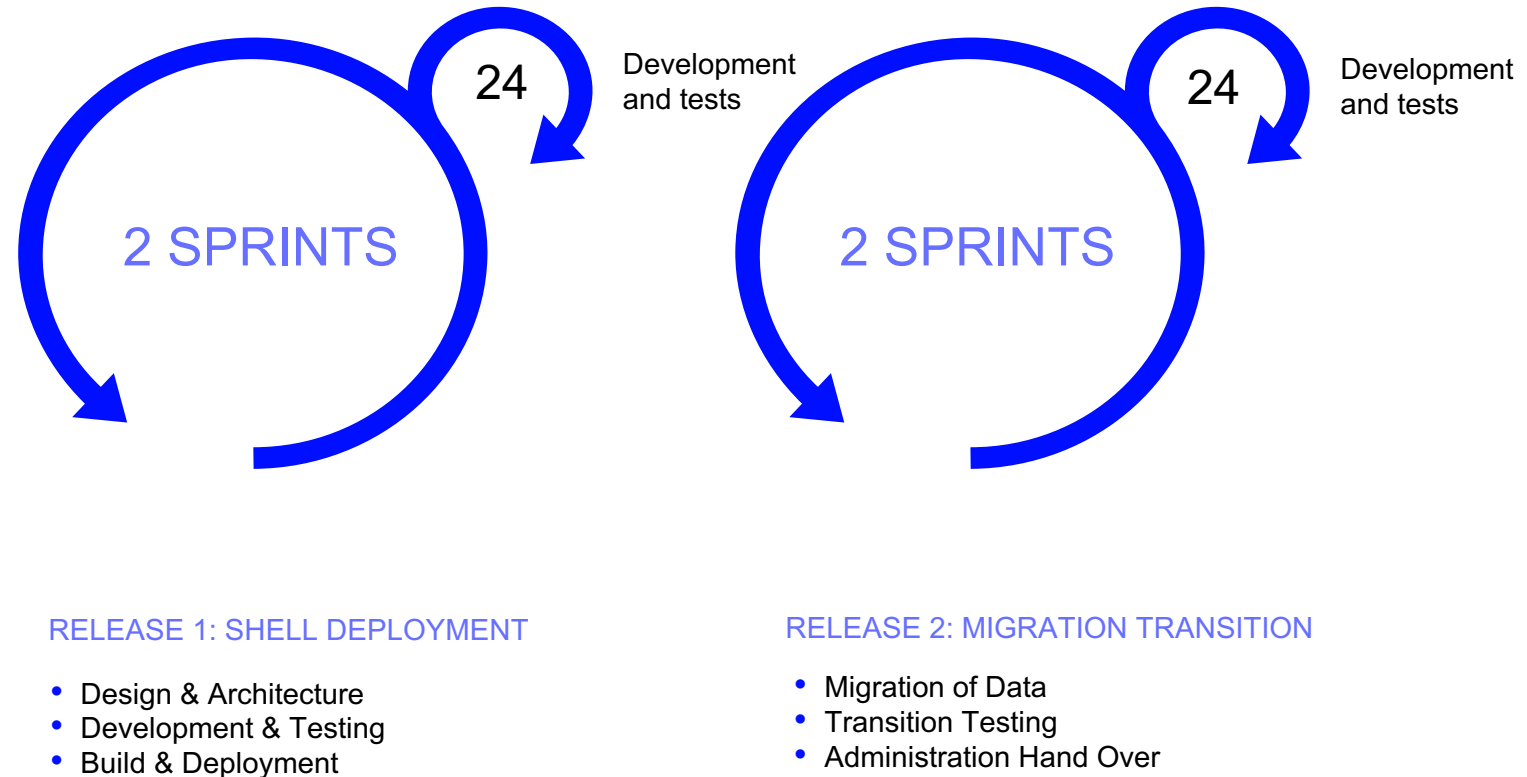 24
Development
and tests
2 SPRINTS
24
Development
and tests
2 SPRINTS
RELEASE 1: SHELL DEPLOYMENT
• Design & Architecture
• Development & Testing
• Build & Deployment
RELEASE 2: MIGRATION TRANSITION
• Migration of Data
• Transition Testing
• Administration Hand Over